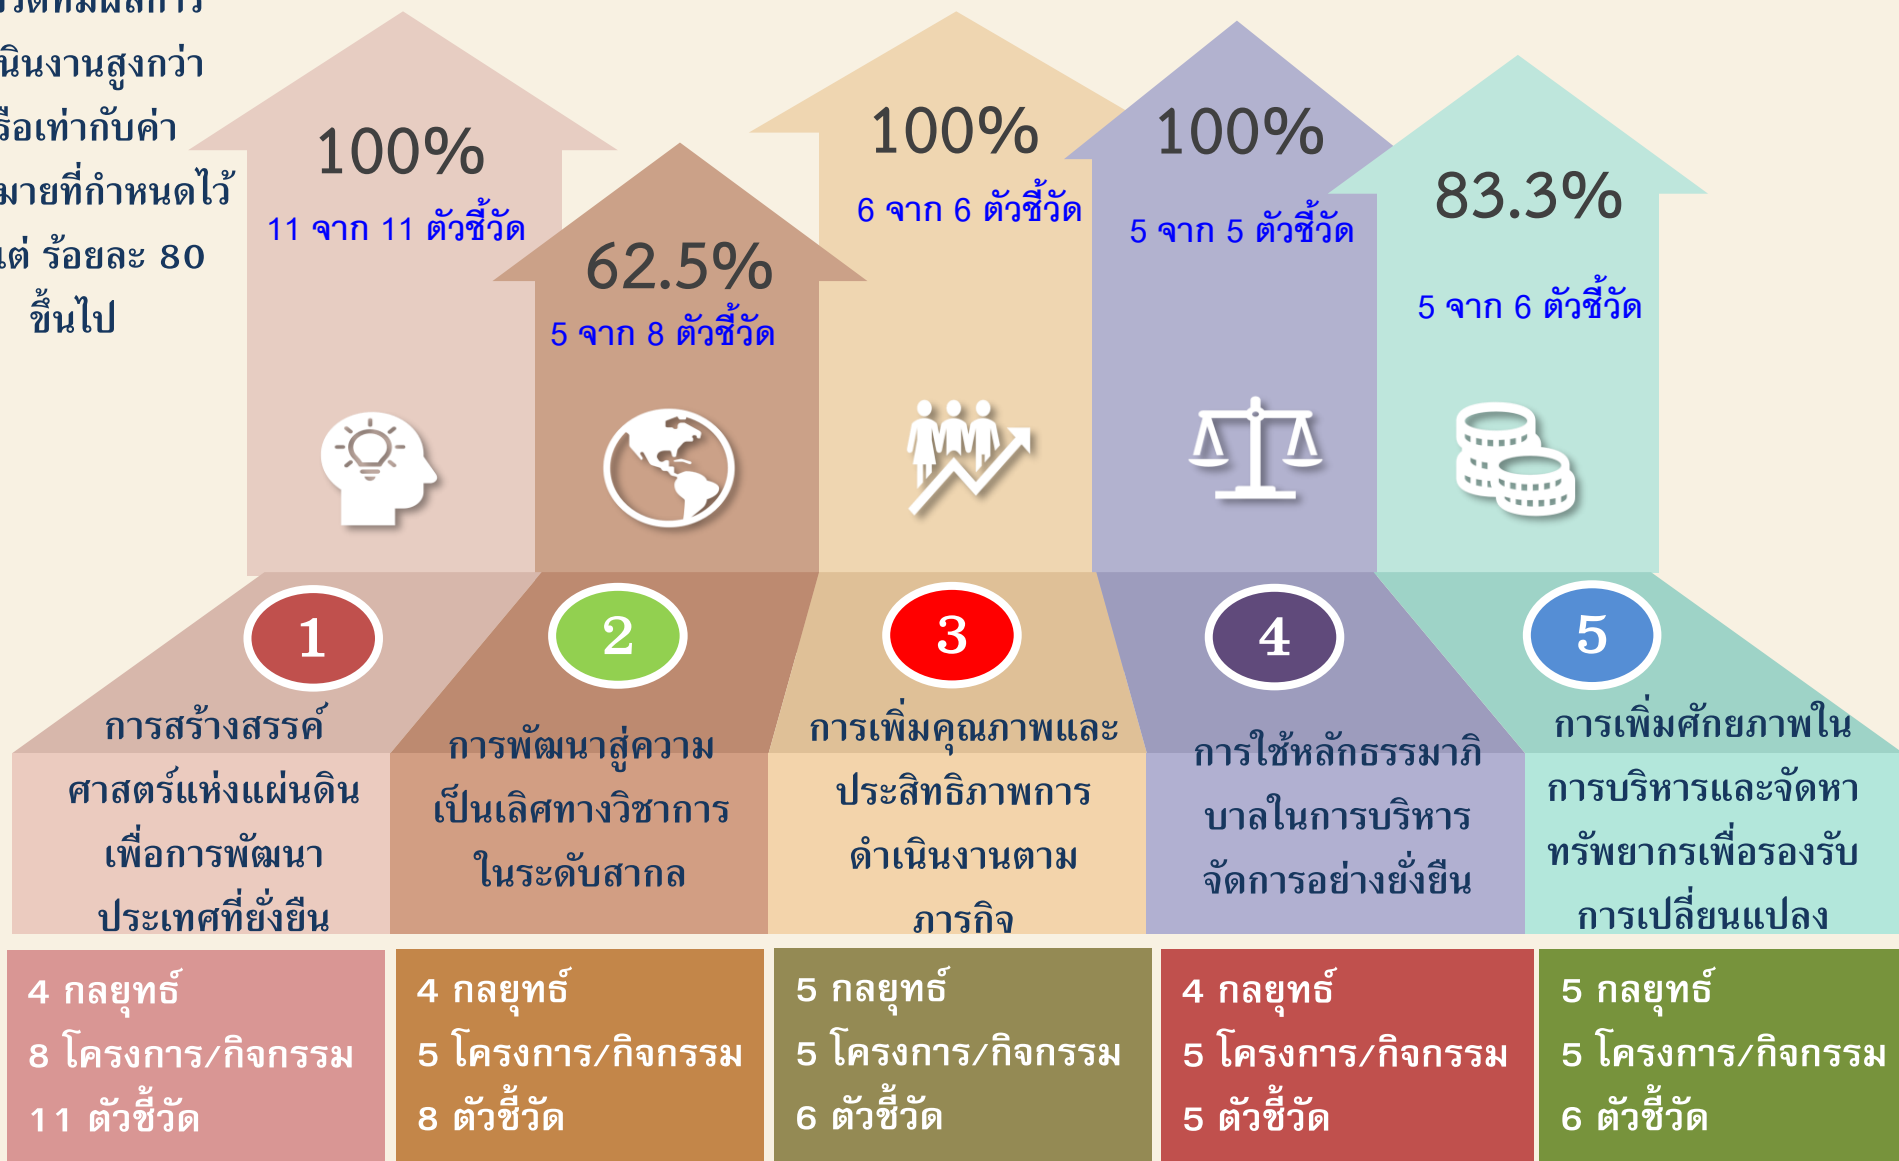 นินงานสูงกว่า
รือเท่ากับค่า
มายที่กำหนดไว้
ร้อยละ 80
ขึ้นไป
100%
11 จาก 11 ตัวชี้วัด
62.5%
5 จาก 8 ตัวชี้วัด
100%
6 จาก 6 ตัวชี้วัด
100%
5 จาก 5 ตัวชี้วัด
83.3%
5 จาก 6 ตัวชี้วัด
1
การสร้างสรรค์
ศาสตร์แห่งแผ่นดิน
เพื่อการพัฒนา
ประเทศที่ยั่งยืน
2
การพัฒนาสู่ความ
เป็นเลิศทางวิชาการ
ในระดับสากล
3
การเพิ่มคุณภาพและ
ประสิทธิภาพการ
ดำเนินงานตาม
ภารกิจ
4
การใช้หลักธรรมาภิ
บาลในการบริหาร
จัดการอย่างยั่งยืน
5
การเพิ่มศักยภาพใน
การบริหารและจัดหา
ทรัพยากรเพื่อรองรับ
การเปลี่ยนแปลง
4 กลยุทธ์
8 โครงการ/กิจกรรม
11 ตัวชี้วัด
4 กลยุทธ์
5 โครงการ/กิจกรรม
8 ตัวชี้วัด
5 กลยุทธ์
5 โครงการ/กิจกรรม
6 ตัวชี้วัด
4 กลยุทธ์
5 โครงการ/กิจกรรม
5 ตัวชี้วัด
5 กลยุทธ์
5 โครงการ/กิจกรรม
6 ตัวชี้วัด